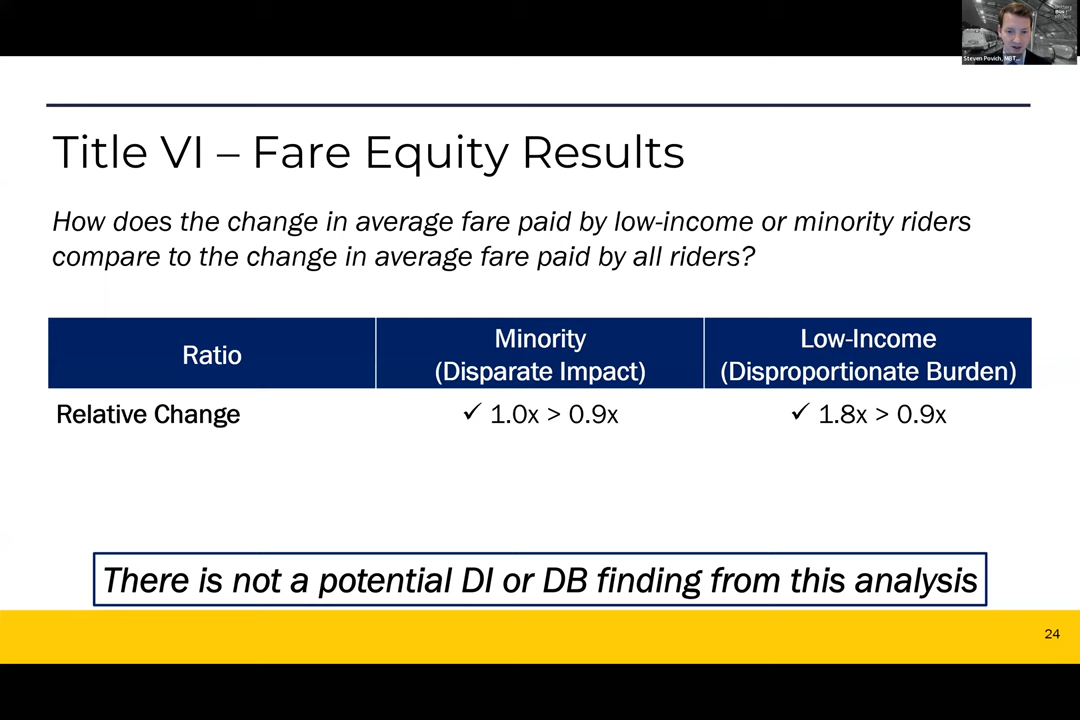 Steven Povich, MBT...
Title VI – Fare Equity Results
How does the change in average fare paid by low-income or minority riders
compare to the change in average fare paid by all riders?
Ratio
Minority
(Disparate Impact)
Low-Income
(Disproportionate Burden)
Relative Change
✓ 1.0x > 0.9x
✓ 1.8x > 0.9x
There is not a potential DI or DB finding from this analysis
24